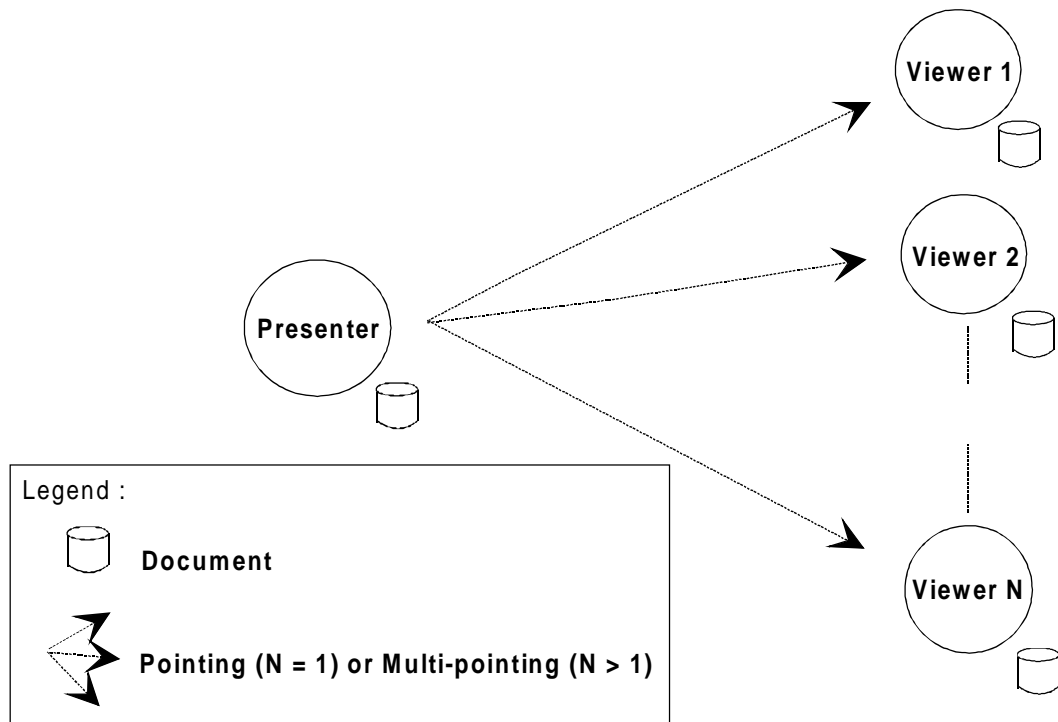 Viewer 1
Viewer 2
Presenter
Legend :
Document
Viewer N
Pointing (N = 1) or Multi-pointing (N > 1)